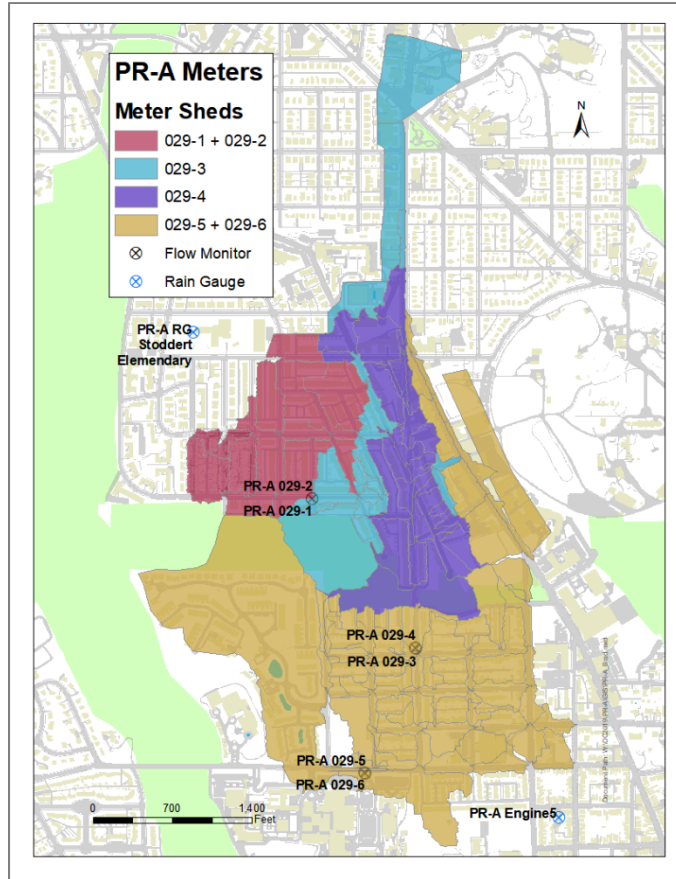 PR-A Meters
Meter Sheds
029-1 + 029-2
029-3
029-4
029-5 + 029-6
Flow Monitor
Rain Gauge
N
PR-A RG
Stoddert
Elemendary
PR-A 029-2
PR-A 029-1
PR-A 029-4
PR-A 029-3
PR-A 029-5
PR-A 029-6
PR-A Engine5
0 700 1,400
Feet
Document Path: